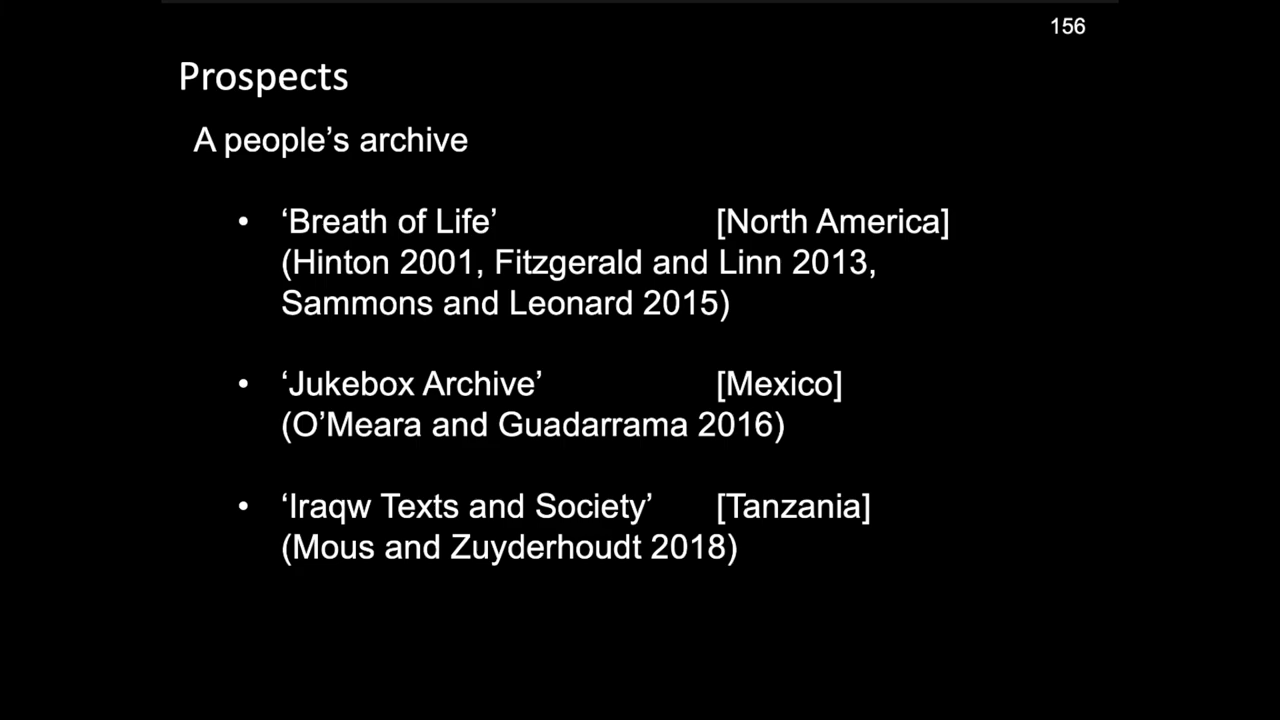 156
Prospects
A people’s archive
• ‘Breath of Life’ [North America]
(Hinton 2001, Fitzgerald and Linn 2013,
Sammons and Leonard 2015)
• ‘Jukebox Archive’ [Mexico]
(O’Meara and Guadarrama 2016)
• ‘Iraqw Texts and Society’ [Tanzania]
(Mous and Zuyderhoudt 2018)